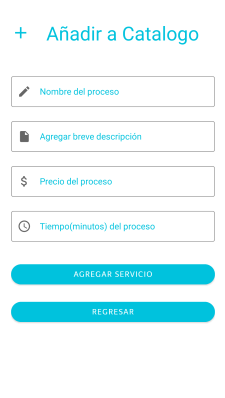 + Añadir a Catalogo
Nombre del proceso
Agregar breve descripción
$ Precio del proceso
Tiempo(minutos) del proceso
AGREGAR SERVICIO
REGRESAR